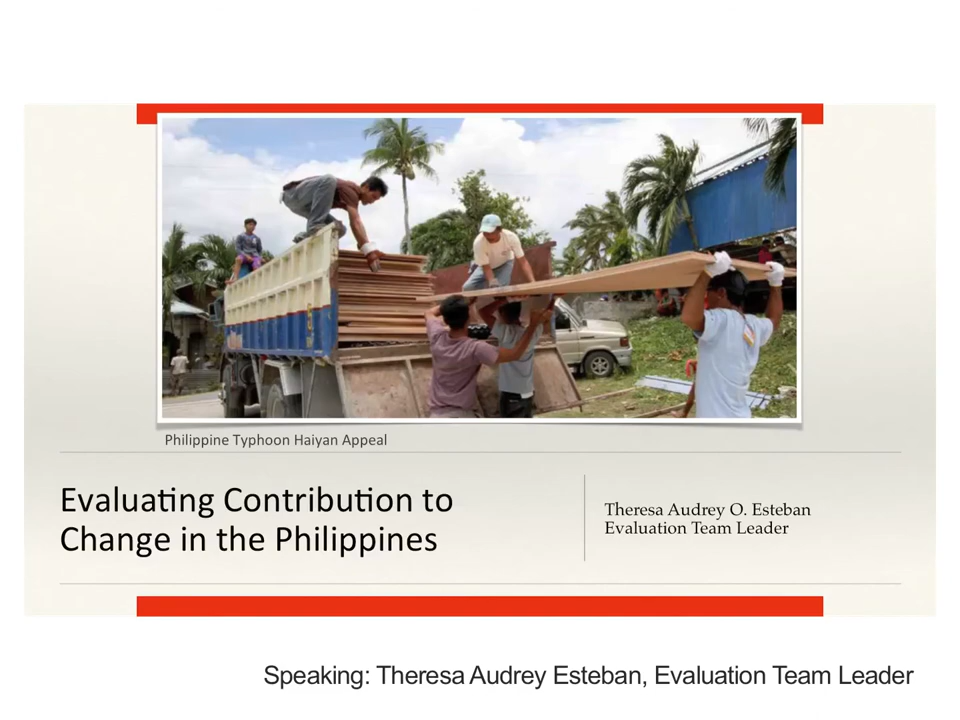 Philippine Typhoon Haiyan Appeal
Evaluating Contribution to
Change in the Philippines
Theresa Audrey O. Esteban
Evaluation Team Leader
Speaking: Theresa Audrey Esteban, Evaluation Team Leader